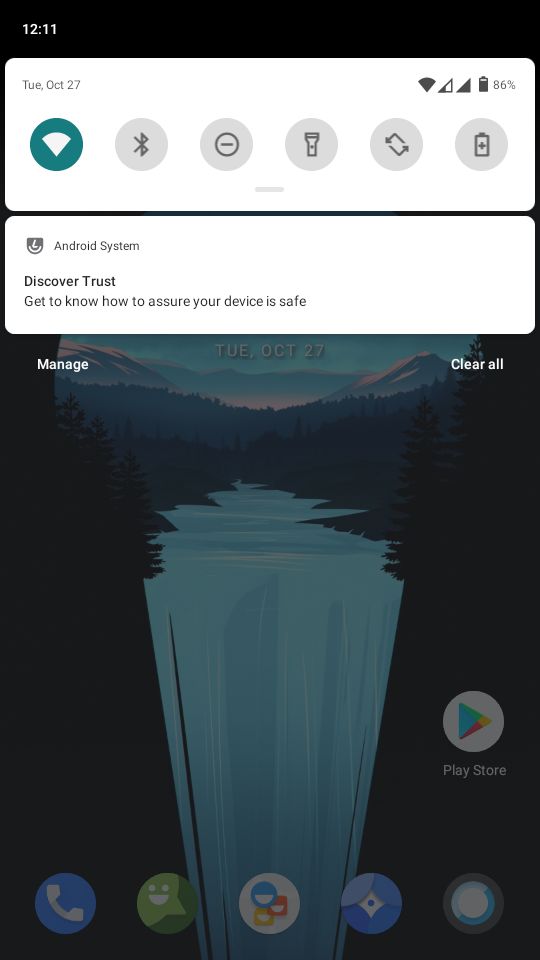 12:11
Tue, Oct 27
86%
Android System
Discover Trust
Get to know how to assure your device is safe
TUE, OCT 27
Manage
Clear all
Play Store